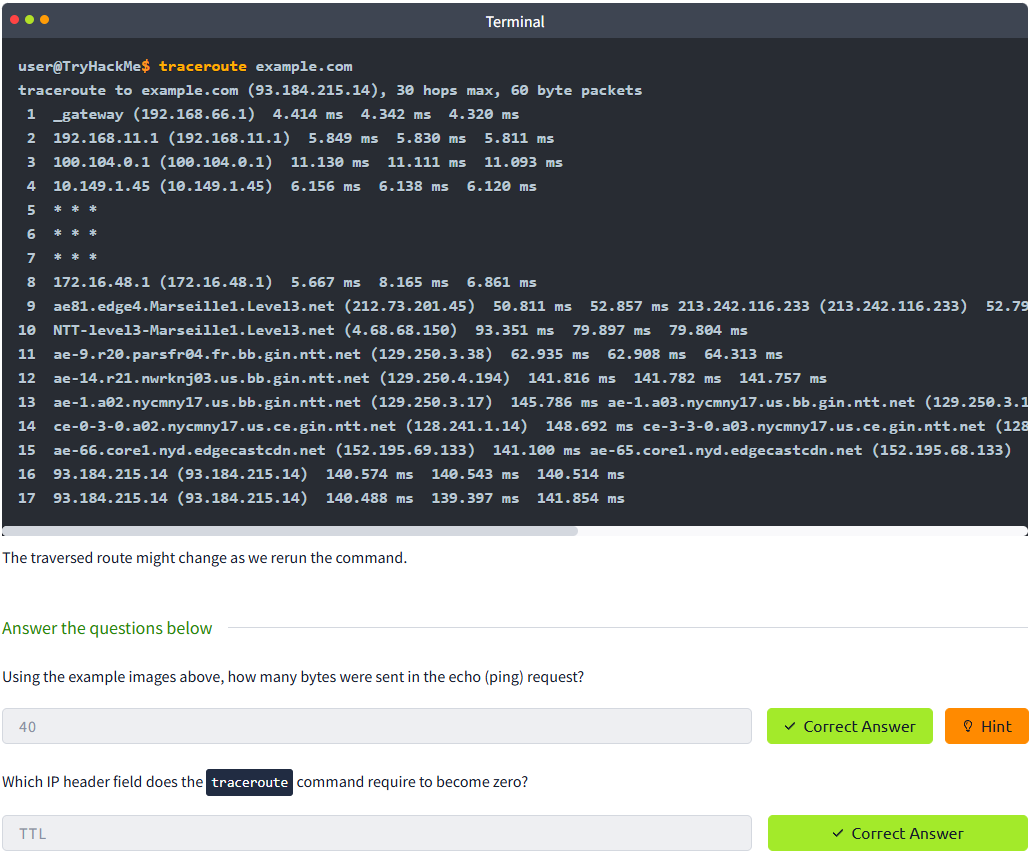 Terminal
user@TryHackMe$ traceroute example.com
traceroute to example.com (93.184.215.14), 30 hops max, 60 byte packets
1 _gateway (192.168.66.1) 4.414 ms 4.342 ms 4.320 ms
2 192.168.11.1 (192.168.11.1) 5.849 ms 5.830 ms 5.811 ms
3 100.104.0.1 (100.104.0.1) 11.130 ms 11.111 ms 11.093 ms
4 10.149.1.45 (10.149.1.45) 6.156 ms 6.138 ms 6.120 ms
5 * * *
6 * * *
7 * * *
8 172.16.48.1 (172.16.48.1) 5.667 ms 8.165 ms 6.861 ms
9 ae81.edge4.Marseille1.Level3.net (212.73.201.45) 50.811 ms 52.857 ms 213.242.116.233 (213.242.116.233) 52.79
10 NTT-level3-Marseille1.Level3.net (4.68.68.150) 93.351 ms 79.897 ms 79.804 ms
11 ae-9.r20.parsfr04.fr.bb.gin.ntt.net (129.250.3.38) 62.935 ms 62.908 ms 64.313 ms
12 ae-14.r21.nwrknj03.us.bb.gin.ntt.net (129.250.4.194) 141.816 ms 141.782 ms 141.757 ms
13 ae-1.a02.nycmny17.us.bb.gin.ntt.net (129.250.3.17) 145.786 ms ae-1.a03.nycmny17.us.bb.gin.ntt.net (129.250.3.1
14 ce-0-3-0.a02.nycmny17.us.ce.gin.ntt.net (128.241.1.14) 148.692 ms ce-3-3-0.a03.nycmny17.us.ce.gin.ntt.net (128
15 ae-66.core1.nyd.edgecastcdn.net (152.195.69.133) 141.100 ms ae-65.core1.nyd.edgecastcdn.net (152.195.68.133)
16 93.184.215.14 (93.184.215.14) 140.574 ms 140.543 ms 140.514 ms
17 93.184.215.14 (93.184.215.14) 140.488 ms 139.397 ms 141.854 ms
The traversed route might change as we rerun the command.
Answer the questions below
Using the example images above, how many bytes were sent in the echo (ping) request?
40 Correct Answer Hint
Which IP header field does the traceroute command require to become zero?
TTL Correct Answer